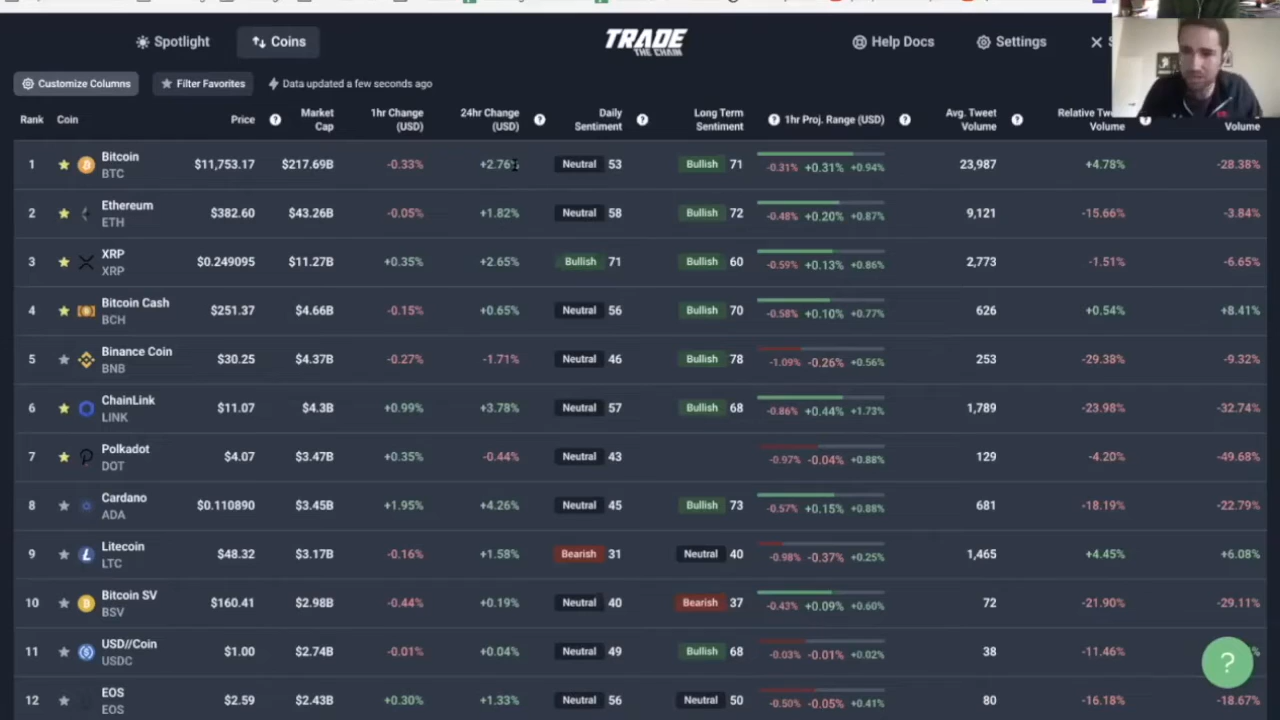 Spotlight
Coins
TRADE
THE CHAIN
Help Docs
Settings
Customize Columns
Filter Favorites
Data updated a few seconds ago
Rank Coin Price Market Cap 1hr Change (USD) 24hr Change (USD) Daily Sentiment Long Term Sentiment 1hr Proj. Range (USD) Avg. Tweet Volume Relative Volume Volume
1 Bitcoin $11,753.17 $217.69B -0.33% +2.76% Neutral 53 Bullish 71 -0.31% +0.31% +0.94% 23,987 +4.78% -28.38%
BTC
2 Ethereum $382.60 $43.26B -0.05% +1.82% Neutral 58 Bullish 72 -0.48% +0.20% +0.87% 9,121 -15.66% -3.84%
ETH
3 XRP $0.249095 $11.27B +0.35% +2.65% Bullish 71 Bullish 60 -0.59% +0.13% +0.86% 2,773 -1.51% -6.65%
XRP
4 Bitcoin Cash $251.37 $4.66B -0.15% +0.65% Neutral 56 Bullish 70 -0.58% +0.10% +0.77% 626 +0.54% +8.41%
BCH
5 Binance Coin $30.25 $4.37B -0.27% -1.71% Neutral 46 Bullish 78 -1.09% -0.26% +0.56% 253 -29.38% -9.32%
BNB
6 ChainLink $11.07 $4.3B +0.99% +3.78% Neutral 57 Bullish 68 -0.86% +0.44% +1.73% 1,789 -23.98% -32.74%
LINK
7 Polkadot $4.07 $3.47B +0.35% -0.44% Neutral 43 -0.97% -0.04% +0.88% 129 -4.20% -49.68%
DOT
8 Cardano $0.110890 $3.45B +1.95% +4.26% Neutral 45 Bullish 73 -0.57% +0.15% +0.88% 681 -18.19% -22.79%
ADA
9 Litecoin $48.32 $3.17B -0.16% +1.58% Bearish 31 Neutral 40 -0.98% -0.37% +0.25% 1,465 +4.45% +6.08%
LTC
10 Bitcoin SV $160.41 $2.98B -0.44% +0.19% Neutral 40 Bearish 37 -0.43% +0.09% +0.60% 72 -21.90% -29.11%
BSV
11 USD//Coin $1.00 $2.74B -0.01% +0.04% Neutral 49 Bullish 68 -0.03% -0.01% +0.02% 38 -11.46%
USDC
12 EOS $2.59 $2.43B +0.30% +1.33% Neutral 56 Neutral 50 -0.50% -0.05% +0.41% 80 -16.18% -18.67%
EOS